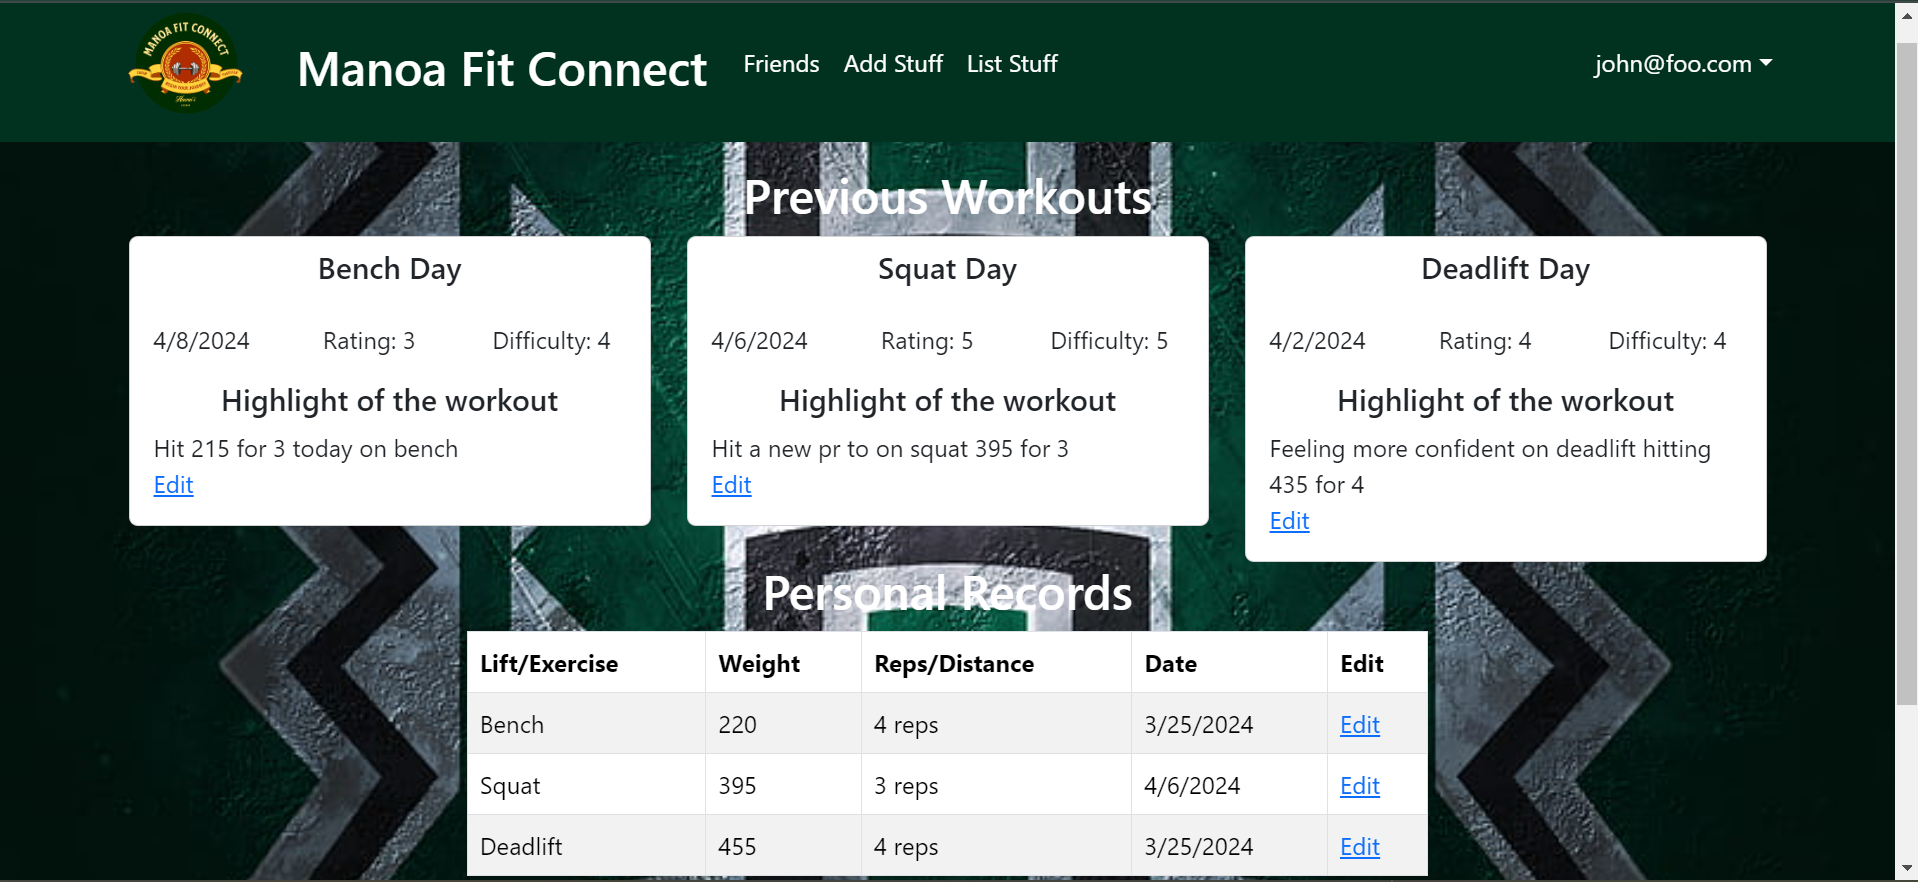 MANOA FIT CONNECT
Manoa Fit Connect
Friends
Add Stuff
List Stuff
john@foo.com
Previous Workouts
Bench Day
4/8/2024 Rating: 3 Difficulty: 4
Highlight of the workout
Hit 215 for 3 today on bench
Edit
Squat Day
4/6/2024 Rating: 5 Difficulty: 5
Highlight of the workout
Hit a new pr to on squat 395 for 3
Edit
Deadlift Day
4/2/2024 Rating: 4 Difficulty: 4
Highlight of the workout
Feeling more confident on deadlift hitting
435 for 4
Edit
Personal Records
Lift/Exercise Weight Reps/Distance Date Edit
Bench 220 4 reps 3/25/2024 Edit
Squat 395 3 reps 4/6/2024 Edit
Deadlift 455 4 reps 3/25/2024 Edit